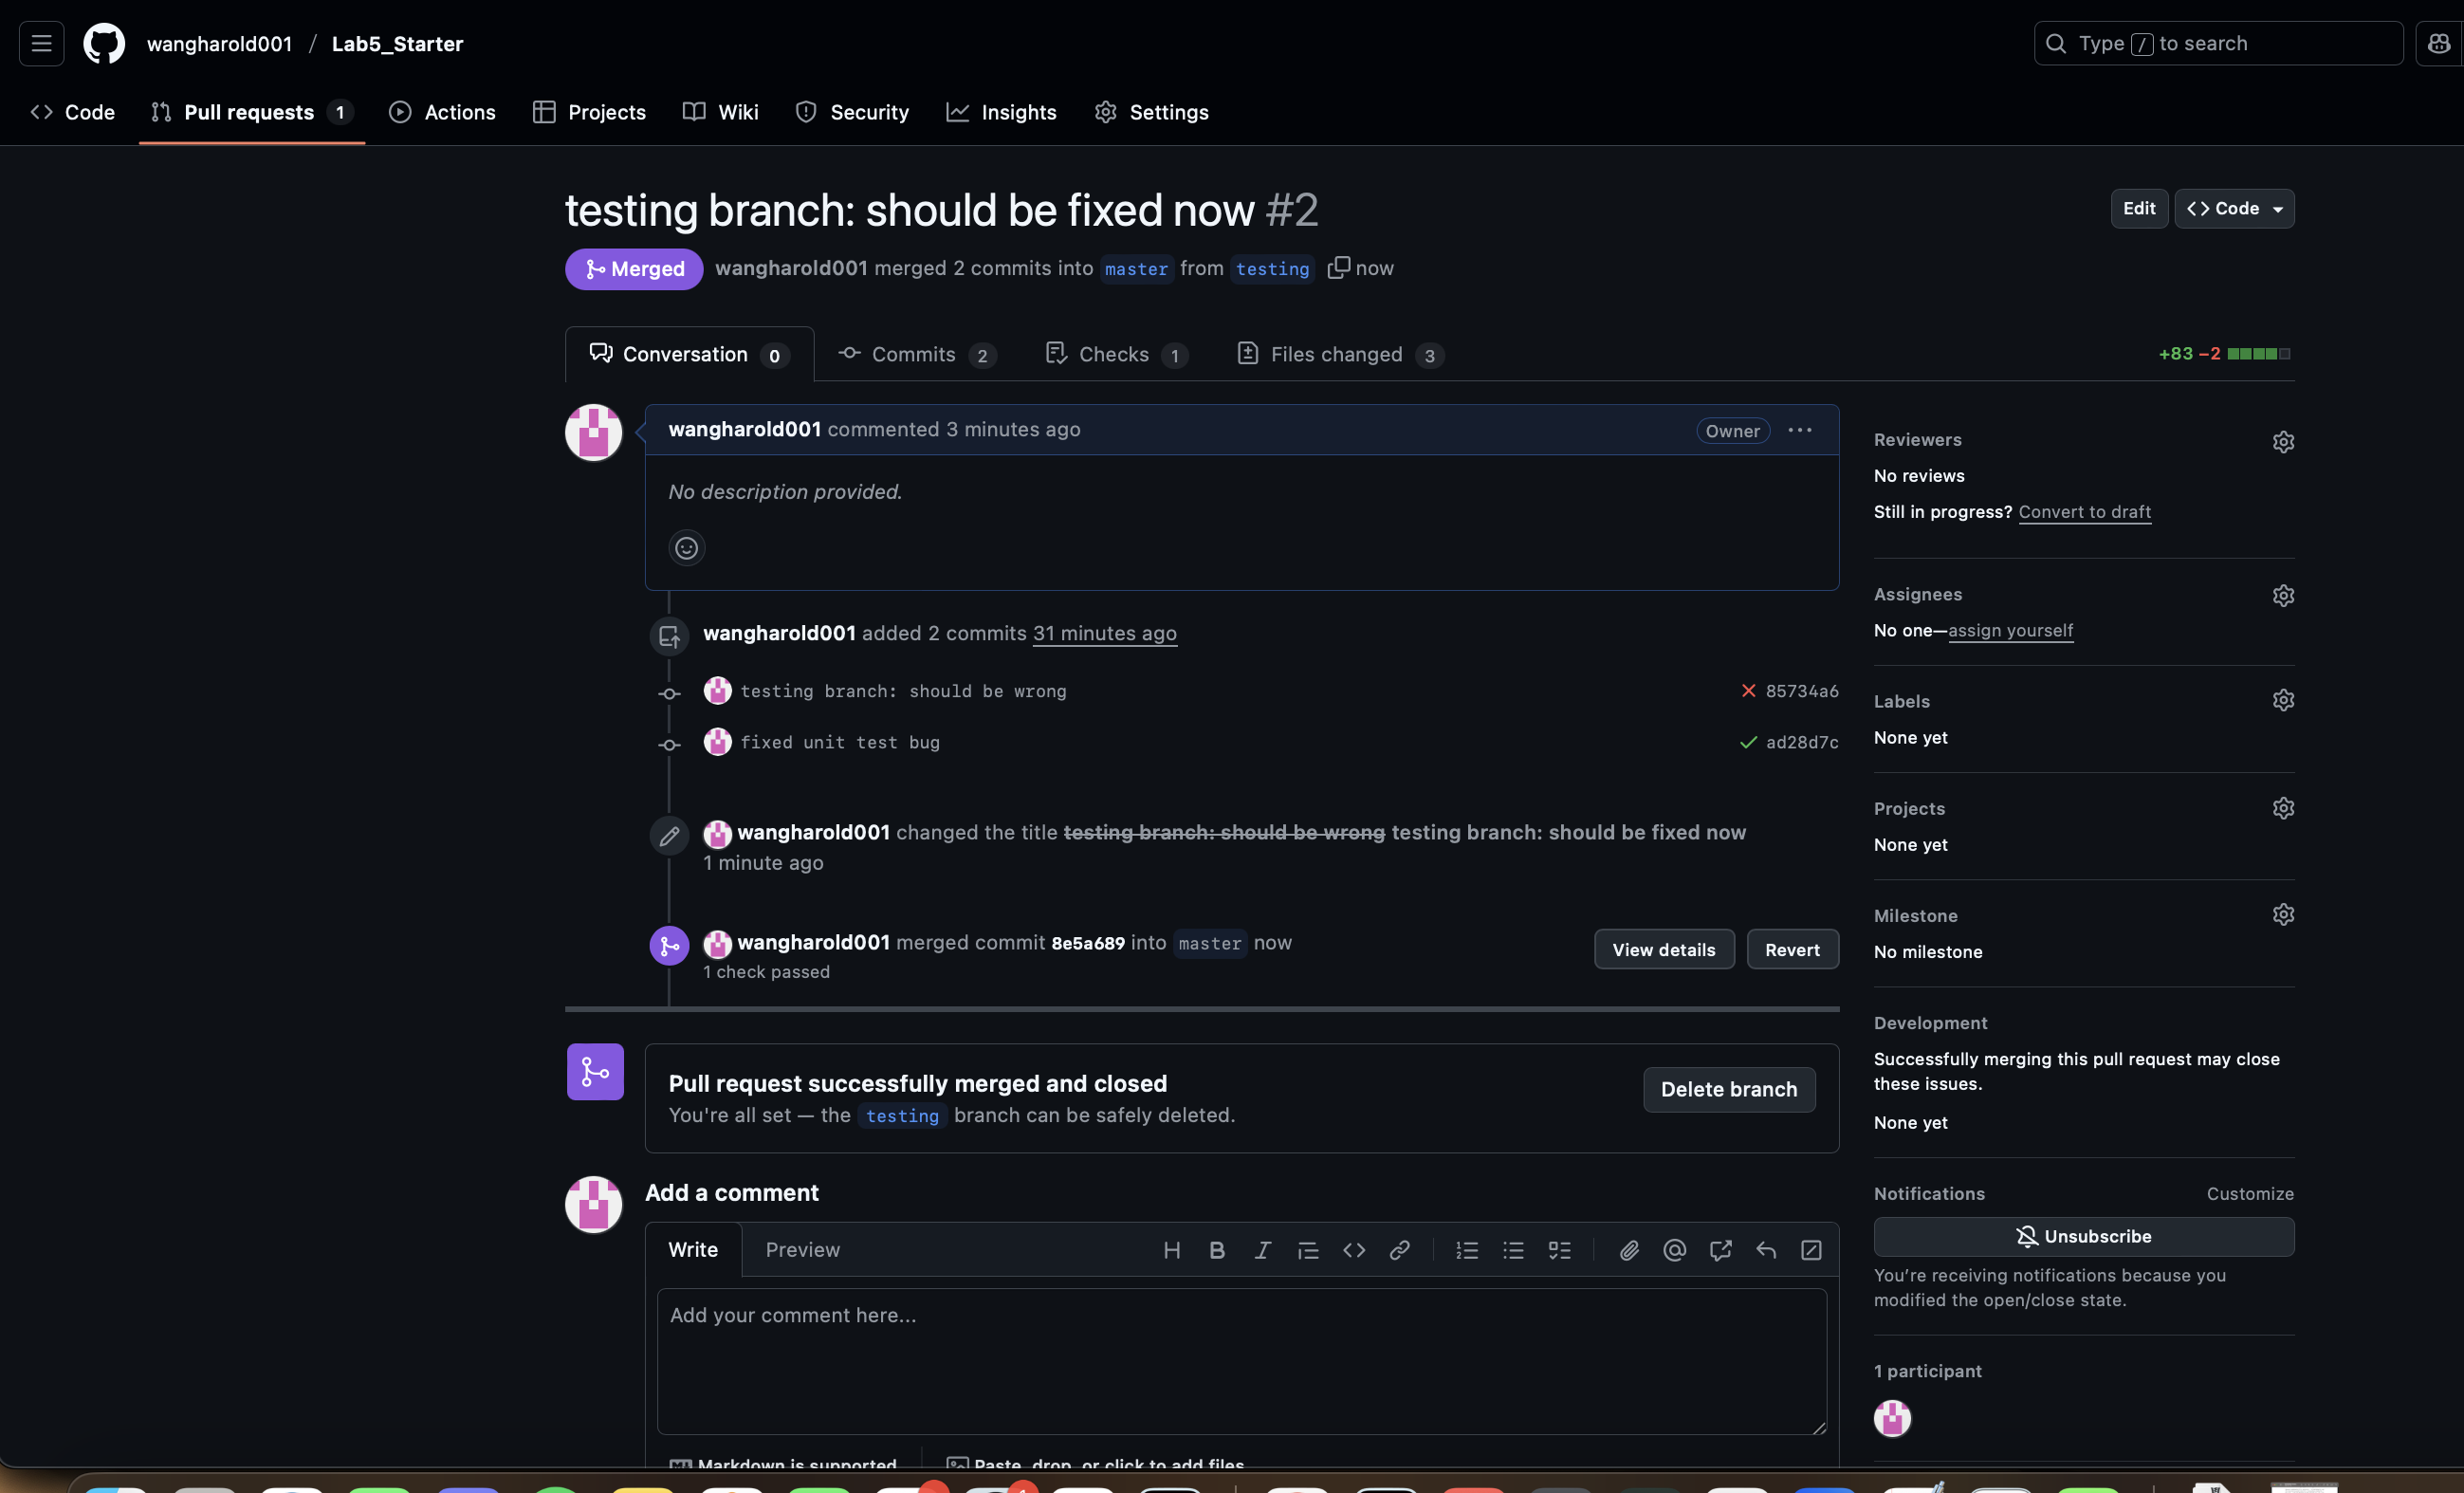 wangharold001 / Lab5_Starter
Type / to search
Code
Pull requests 1
Actions
Projects
Wiki
Security
Insights
Settings
testing branch: should be fixed now #2
Edit
Code
Merged
wangharold001 merged 2 commits into master from testing now
Conversation 0
Commits 2
Checks 1
Files changed 3
+83 −2
wangharold001 commented 3 minutes ago
Owner
No description provided.
wangharold001 added 2 commits 31 minutes ago
testing branch: should be wrong
85734a6
fixed unit test bug
ad28d7c
wangharold001 changed the title testing branch: should be wrong testing branch: should be fixed now
1 minute ago
wangharold001 merged commit 8e5a689 into master now
1 check passed
View details
Revert
Pull request successfully merged and closed
You're all set — the testing branch can be safely deleted.
Delete branch
Add a comment
Write
Preview
Add your comment here...
Markdown is supported
Paste, drop, or click to add files
Reviewers
No reviews
Still in progress? Convert to draft
Assignees
No one—assign yourself
Labels
None yet
Projects
None yet
Milestone
No milestone
Development
Successfully merging this pull request may close
these issues.
None yet
Notifications
Customize
Unsubscribe
You're receiving notifications because you
modified the open/close state.
1 participant